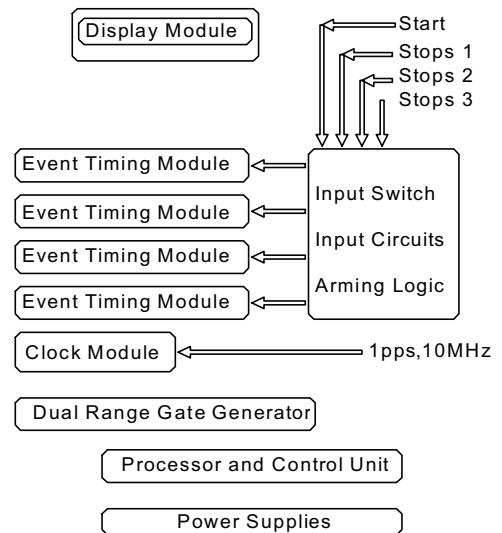 Display Module
Start
Stops 1
Stops 2
Stops 3
Event Timing Module
Event Timing Module
Event Timing Module
Event Timing Module
Input Switch
Input Circuits
Arming Logic
Clock Module
1pps,10MHz
Dual Range Gate Generator
Processor and Control Unit
Power Supplies